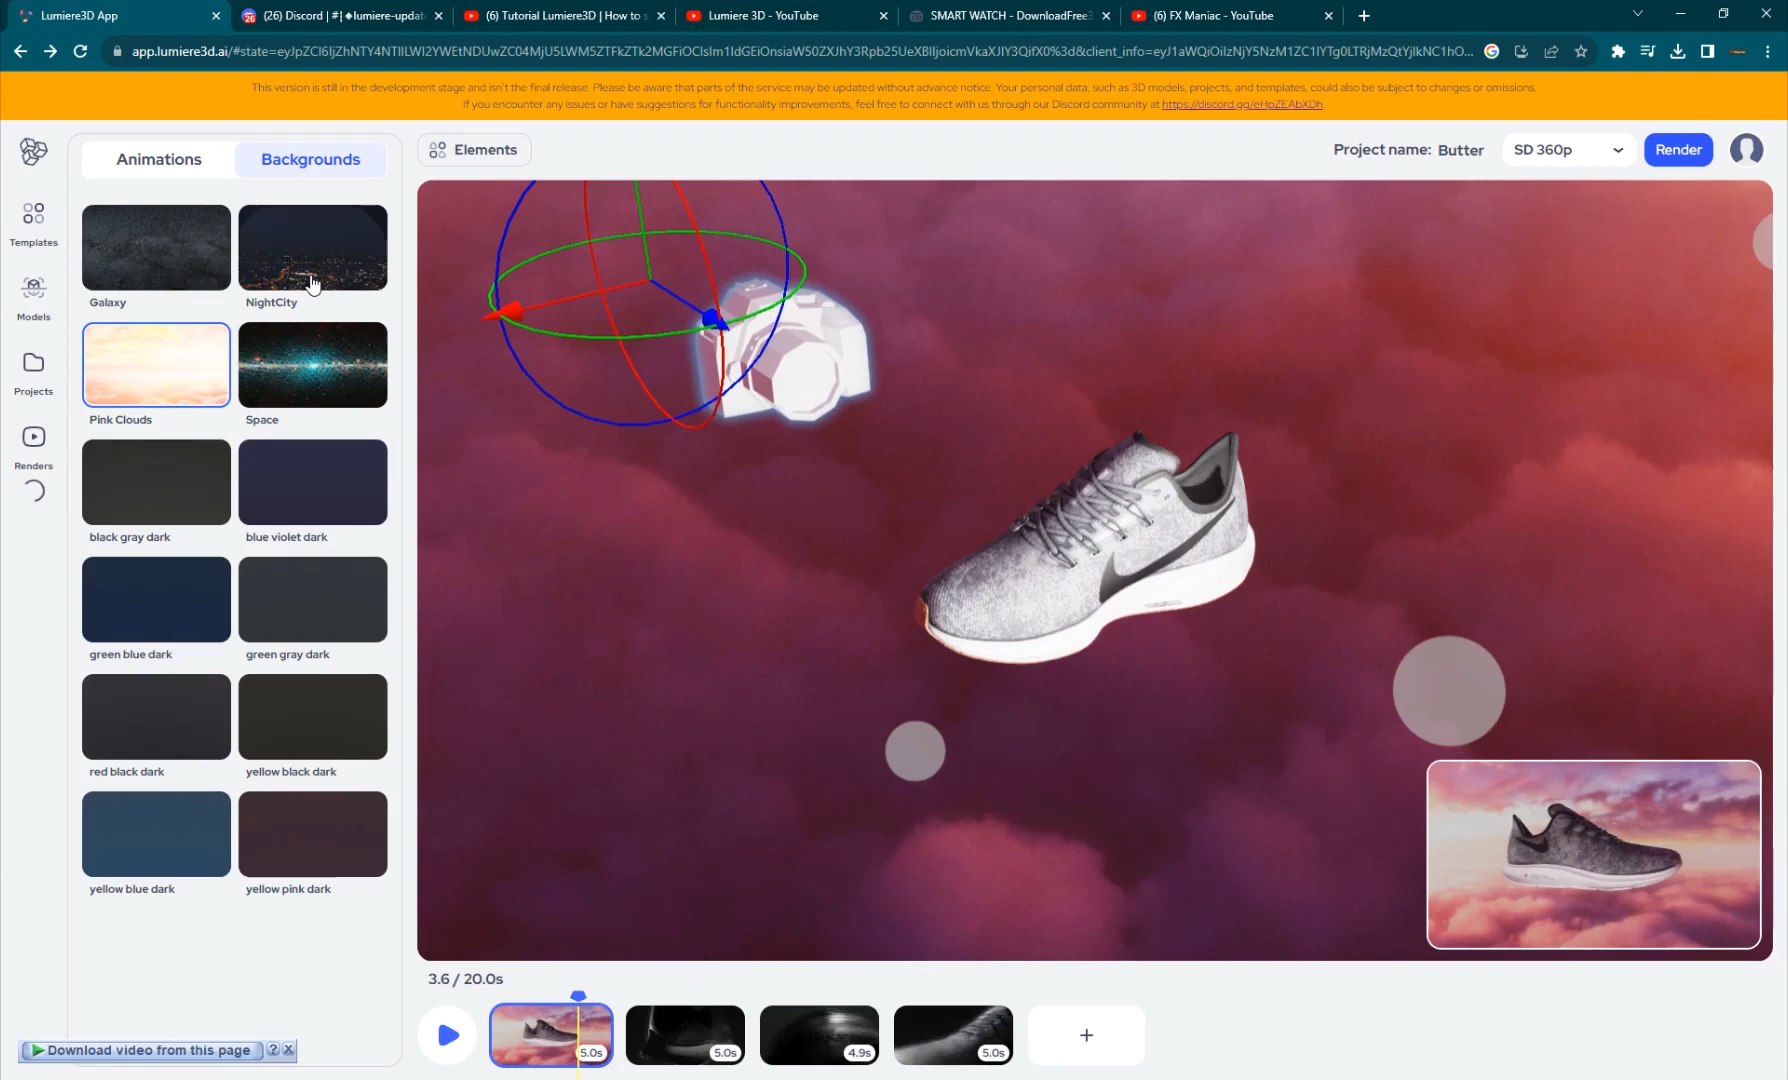 Lumiere3D App
(26) Discord | #¦ ◆lumiere-updat
(6) Tutorial Lumiere3D | How to s
Lumiere 3D - YouTube
SMART WATCH - DownloadFree3
(6) FX Maniac - YouTube
This version is still in the development stage and isn't the final release. Please be aware that parts of the service may be updated without advance notice. Your personal data, such as 3D models, projects, and templates, could also be subject to changes or omissions.
If you encounter any issues or have suggestions for functionality improvements, feel free to connect with us through our Discord community at https://discord.gg/eHpZEAbXDh.
Animations
Backgrounds
Elements
Project name: Butter
SD 360p
Render
Templates
Models
Projects
Renders
Galaxy
NightCity
Pink Clouds
Space
black gray dark
blue violet dark
green blue dark
green gray dark
red black dark
yellow black dark
yellow blue dark
yellow pink dark
3.6 / 20.0s
5.0s
5.0s
4.9s
5.0s
+
Download video from this page
?
X